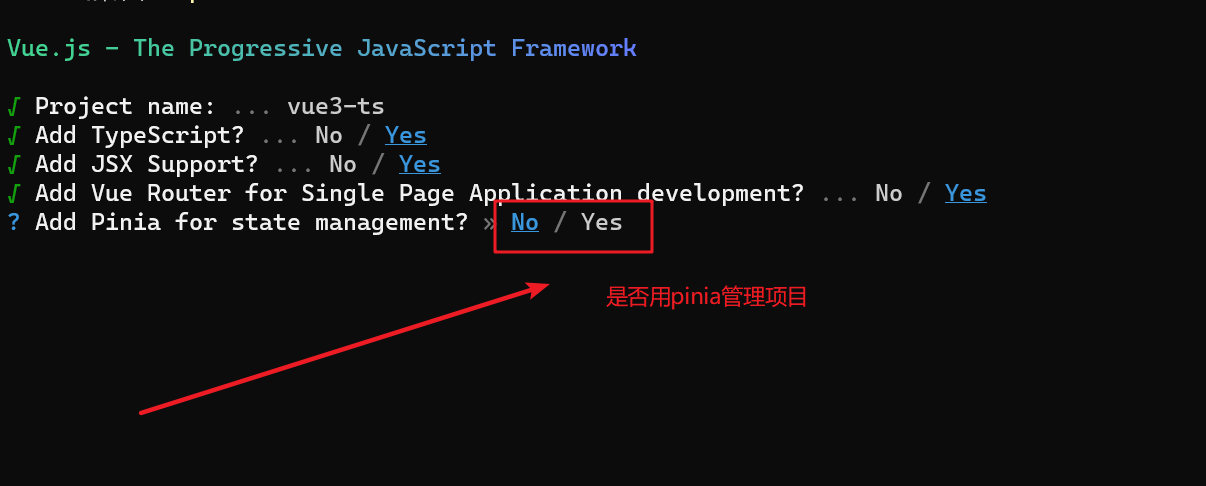 Vue.js - The Progressive JavaScript Framework
√ Project name: ... vue3-ts
√ Add TypeScript? ... No / Yes
√ Add JSX Support? ... No / Yes
√ Add Vue Router for Single Page Application development? ... No / Yes
? Add Pinia for state management? » No / Yes
是否用pinia管理项目